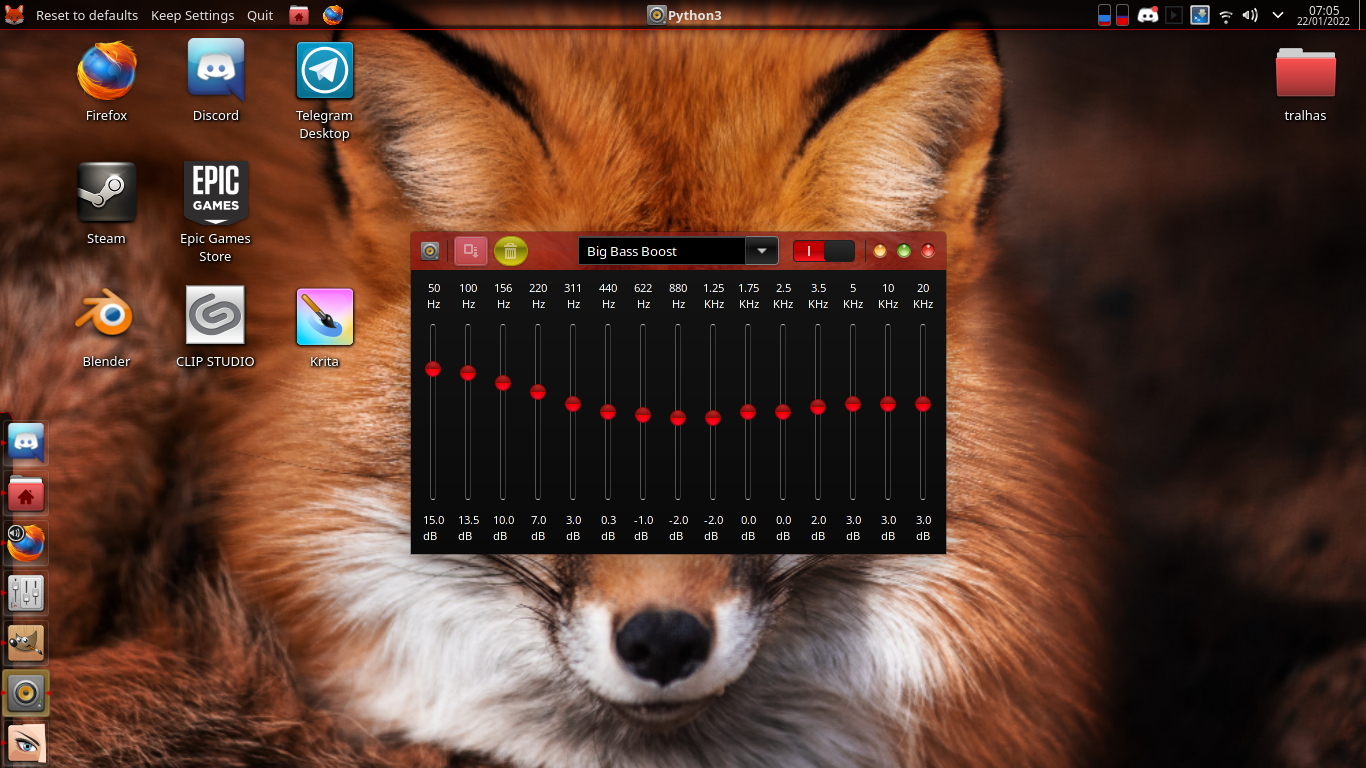 Reset to defaults Keep Settings Quit Python3 07:05
22/01/2022
Firefox Discord Telegram
Desktop
tralhas
EPIC
GAMES
Steam Epic Games
Store
Blender CLIP STUDIO Krita
Big Bass Boost
50 100 156 220 311 440 622 880 1.25 1.75 2.5 3.5 5 10 20
Hz Hz Hz Hz Hz Hz Hz Hz KHz KHz KHz KHz KHz KHz KHz
15.0 13.5 10.0 7.0 3.0 0.3 -1.0 -2.0 -2.0 0.0 0.0 2.0 3.0 3.0 3.0
dB dB dB dB dB dB dB dB dB dB dB dB dB dB dB